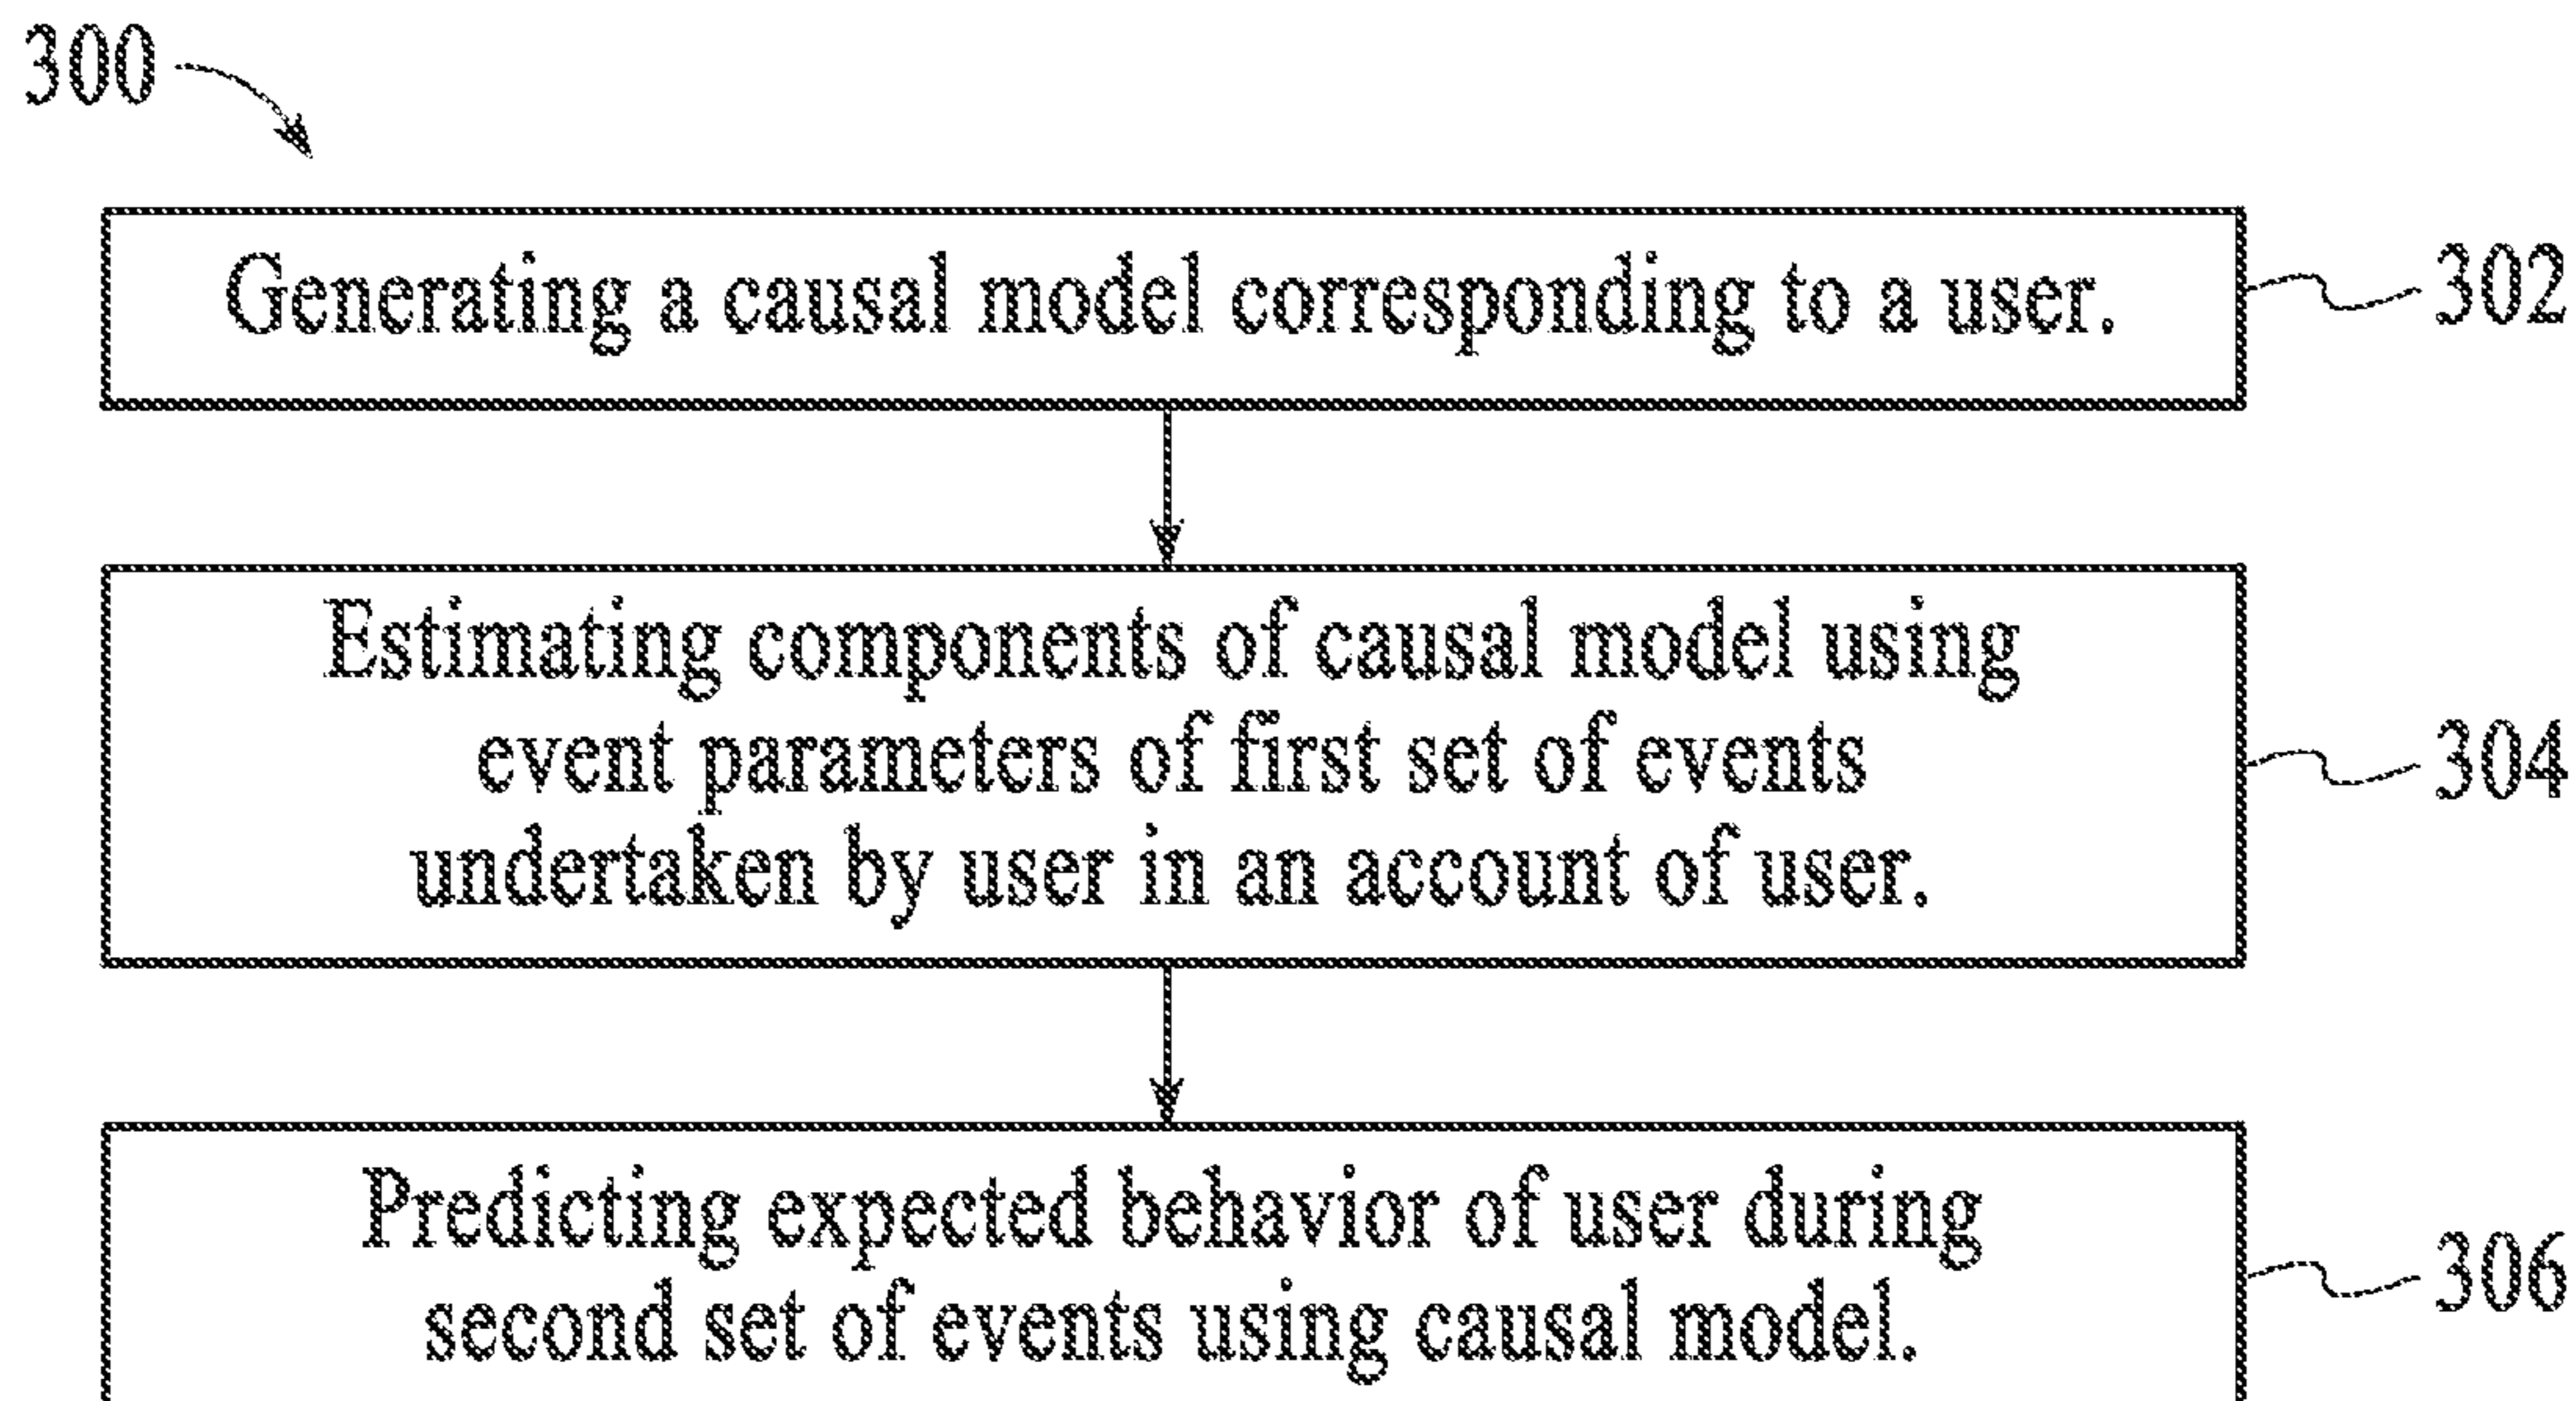 300
Generating a causal model corresponding to a user.
302
Estimating components of causal model using
event parameters of first set of events
undertaken by user in an account of user.
304
Predicting expected behavior of user during
second set of events using causal model.
306